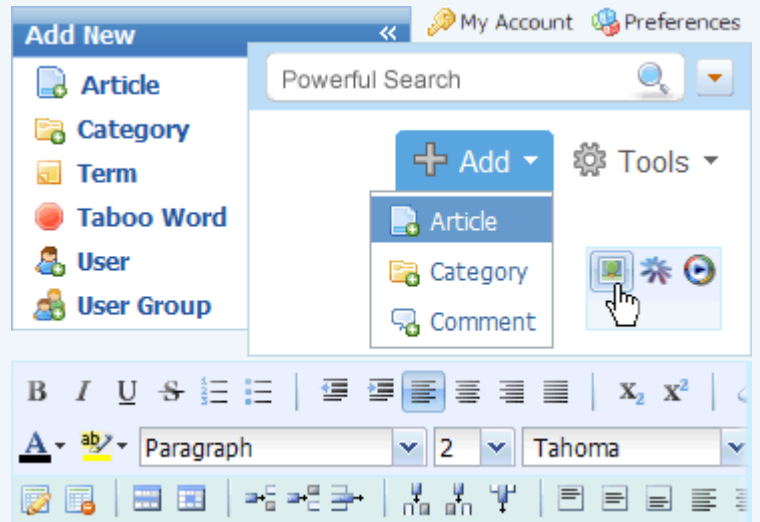 My Account Preferences
Add New «
Article
Category
Term
Taboo Word
User
User Group
Powerful Search
Add Tools
Article
Category
Comment
B I U S X₂ X²
A ab Paragraph 2 Tahoma